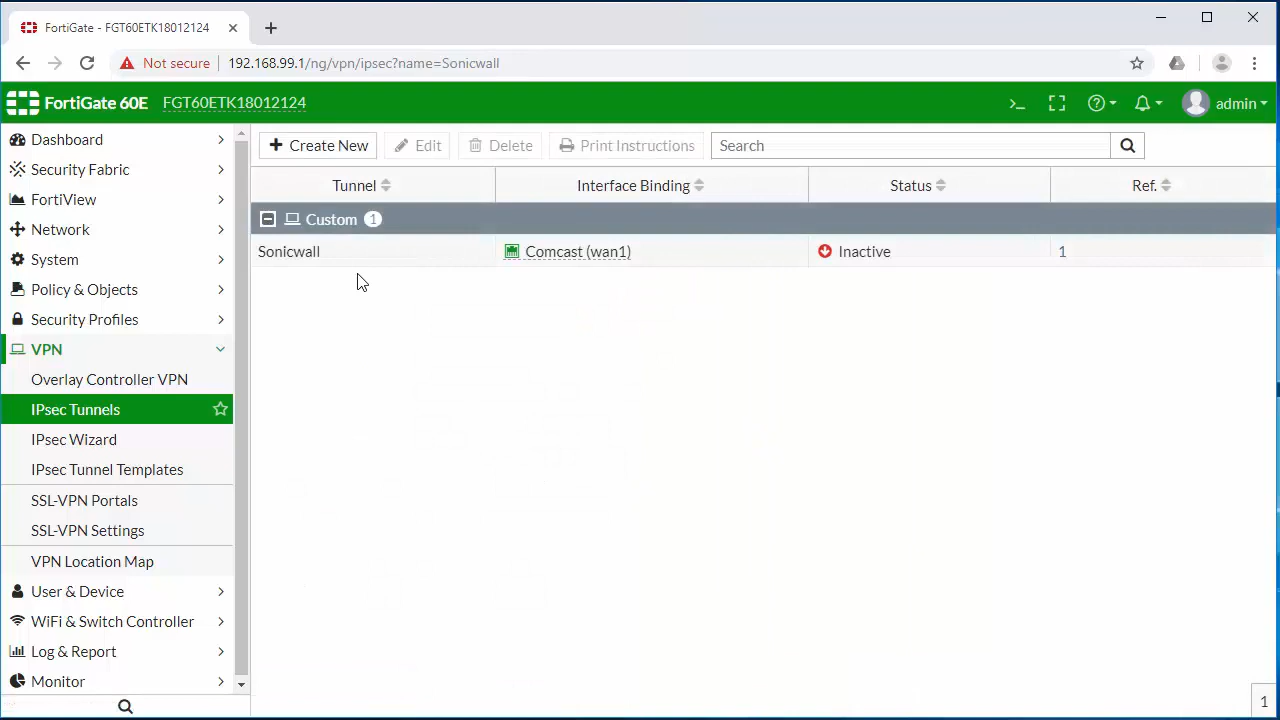 FortiGate - FGT60ETK18012124
Not secure 192.168.99.1/ng/vpn/ipsec?name=Sonicwall
FortiGate 60E FGT60ETK18012124 >_ admin
Dashboard
Security Fabric
FortiView
Network
System
Policy & Objects
Security Profiles
VPN
Overlay Controller VPN
IPsec Tunnels
IPsec Wizard
IPsec Tunnel Templates
SSL-VPN Portals
SSL-VPN Settings
VPN Location Map
User & Device
WiFi & Switch Controller
Log & Report
Monitor
+ Create New Edit Delete Print Instructions Search
Tunnel Interface Binding Status Ref.
Custom 1
Sonicwall Comcast (wan1) Inactive 1
1